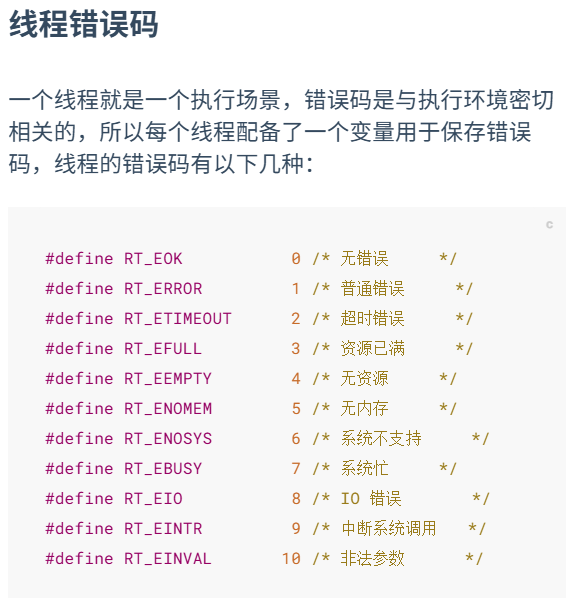 线程错误码
一个线程就是一个执行场景，错误码是与执行环境密切
相关的，所以每个线程配备了一个变量用于保存错误
码，线程的错误码有以下几种：
c
#define RT_EOK           0 /* 无错误     */
#define RT_ERROR         1 /* 普通错误     */
#define RT_ETIMEOUT      2 /* 超时错误     */
#define RT_EFULL         3 /* 资源已满     */
#define RT_EEMPTY        4 /* 无资源     */
#define RT_ENOMEM        5 /* 无内存     */
#define RT_ENOSYS        6 /* 系统不支持     */
#define RT_EBUSY         7 /* 系统忙     */
#define RT_EIO           8 /* IO 错误       */
#define RT_EINTR         9 /* 中断系统调用   */
#define RT_EINVAL       10 /* 非法参数      */